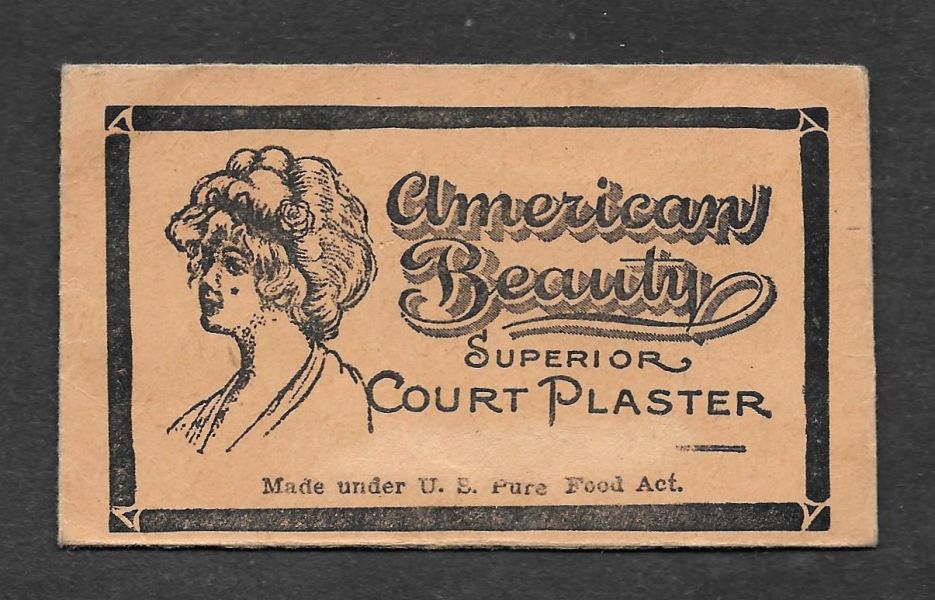 American
Beauty
SUPERIOR
COURT PLASTER
Made under U. S. Pure Food Act.